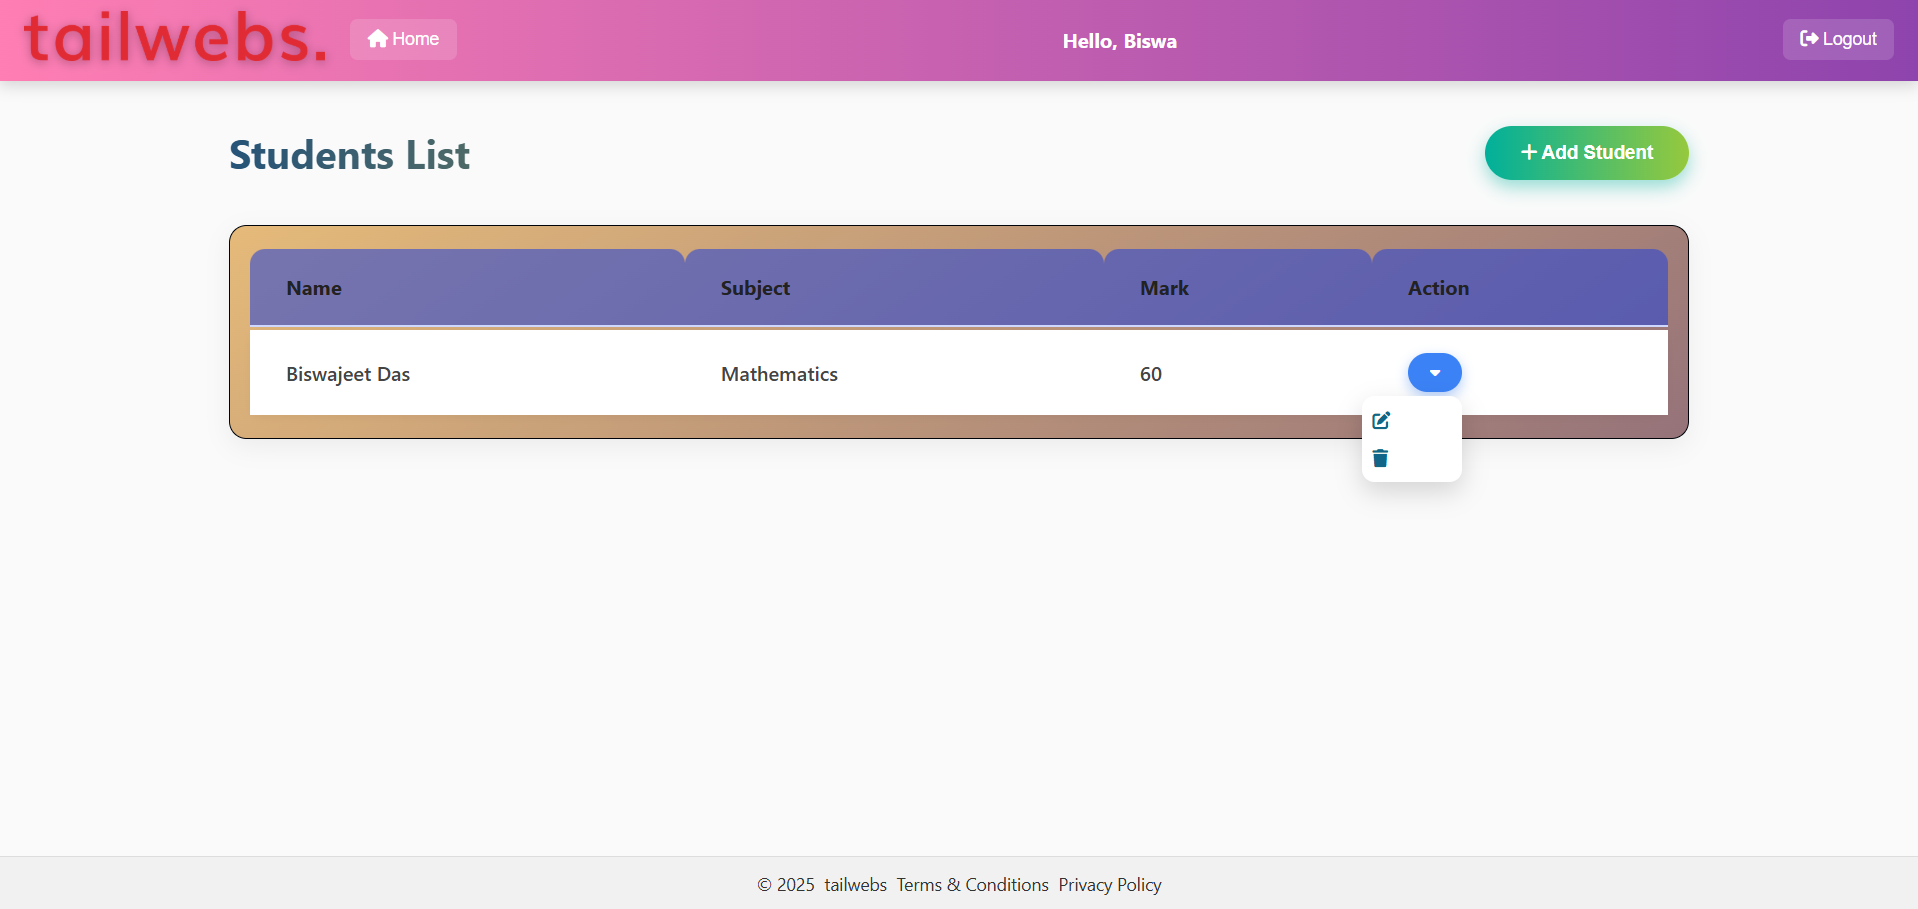 tailwebs. Home Hello, Biswa Logout
Students List + Add Student
Name Subject Mark Action
Biswajeet Das Mathematics 60
© 2025 tailwebs Terms & Conditions Privacy Policy